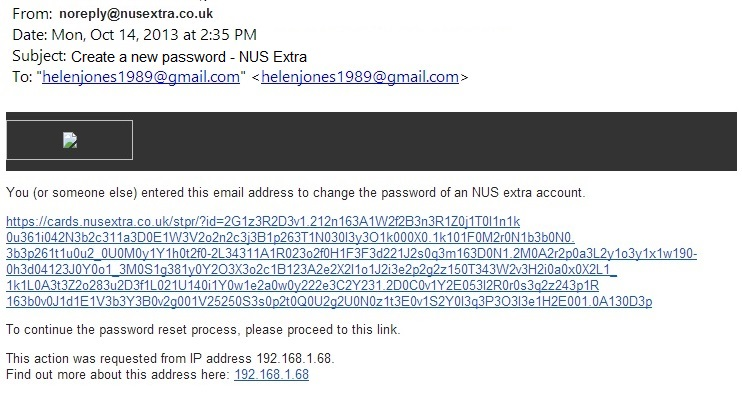 From: noreply@nusextra.co.uk
Date: Mon, Oct 14, 2013 at 2:35 PM
Subject: Create a new password - NUS Extra
To: "helenjones1989@gmail.com" <helenjones1989@gmail.com>
You (or someone else) entered this email address to change the password of an NUS extra account.
https://cards.nusextra.co.uk/stpr/?id=2G1z3R2D3v1.212n163A1W2f2B3n3R1Z0j1T0I1n1k
0u361i042N3b2c311a3D0E1W3V2o2n2c3j3B1p263T1N030I3y3O1k000X0.1k101F0M2r0N1b3b0N0.
3b3p261t1u0u2_0U0M0y1Y1h0t2f0-2L34311A1R023o2f0H1F3F3d221J2s0q3m163D0N1.2M0A2r2p0a3L2y1o3y1x1w190-
0h3d04123J0Y0o1_3M0S1g381y0Y2O3X3o2c1B123A2e2X2I1o1J2i3e2p2g2z150T343W2v3H2i0a0x0X2L1_
1k1L0A3t3Z2o283u2D3f1L021U140i1Y0w1e2a0w0y222e3C2Y231.2D0C0v1Y2E053I2R0r0s3q2z243p1R
163b0v0J1d1E1V3b3Y3B0v2g001V25250S3s0p2t0Q0U2g2U0N0z1t3E0v1S2Y0I3q3P3O3I3e1H2E001.0A130D3p
To continue the password reset process, please proceed to this link.
This action was requested from IP address 192.168.1.68.
Find out more about this address here: 192.168.1.68